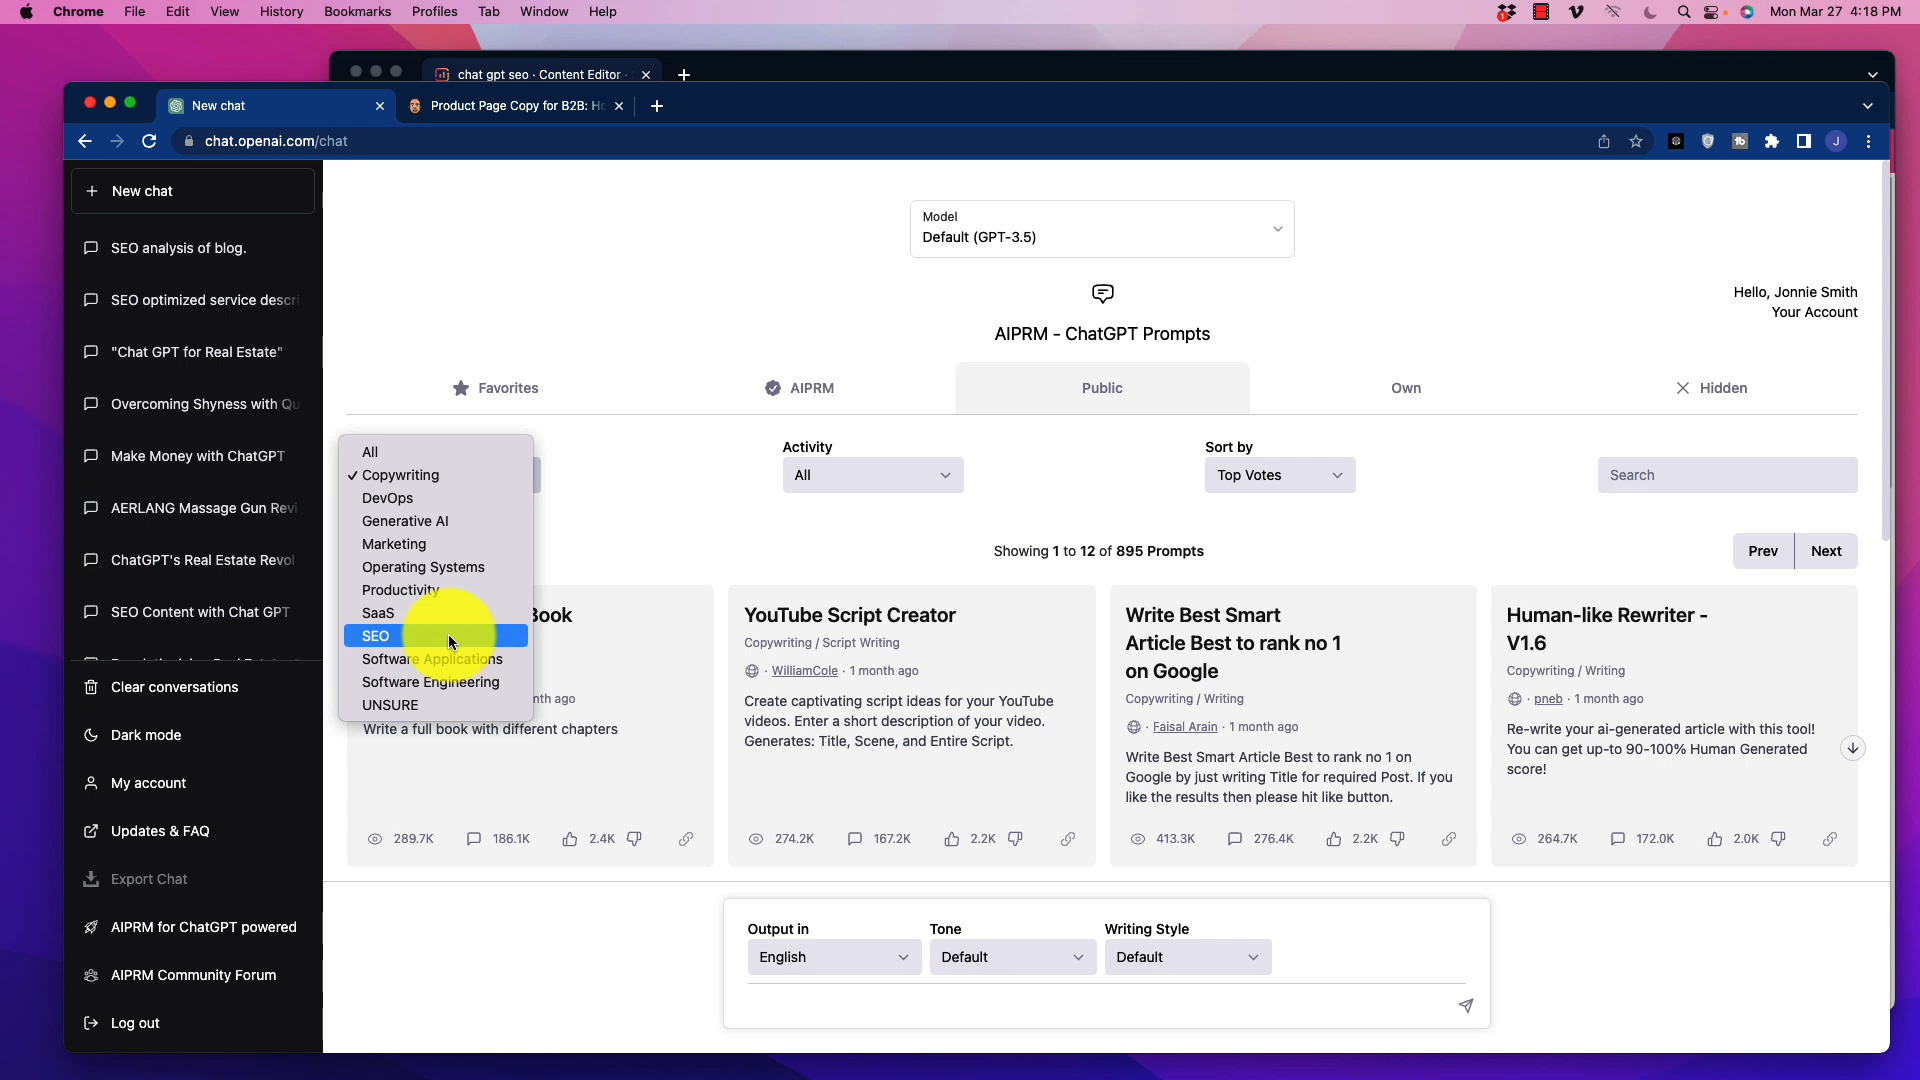 Chrome File Edit View History Bookmarks Profiles Tab Window Help
1
Mon Mar 27 4:18 PM
chat gpt seo · Content Editor ·
New chat
Product Page Copy for B2B: Ho
chat.openai.com/chat
tb
J
New chat
SEO analysis of blog.
SEO optimized service descri
"Chat GPT for Real Estate"
Overcoming Shyness with Qu
Make Money with ChatGPT
AERLANG Massage Gun Revi
ChatGPT's Real Estate Revol
SEO Content with Chat GPT
Clear conversations
Dark mode
My account
Updates & FAQ
Export Chat
AIPRM for ChatGPT powered
AIPRM Community Forum
Log out
Model
Default (GPT-3.5)
Hello, Jonnie Smith
Your Account
AIPRM - ChatGPT Prompts
Favorites
AIPRM
Public
Own
Hidden
All
Copywriting
DevOps
Generative AI
Marketing
Operating Systems
Productivity
SaaS
SEO
Software Applications
Software Engineering
UNSURE
Activity
All
Sort by
Top Votes
Search
Showing 1 to 12 of 895 Prompts
Prev
Next
Book
nth ago
Write a full book with different chapters
289.7K 186.1K 2.4K
YouTube Script Creator
Copywriting / Script Writing
· WilliamCole · 1 month ago
Create captivating script ideas for your YouTube
videos. Enter a short description of your video.
Generates: Title, Scene, and Entire Script.
274.2K 167.2K 2.2K
Write Best Smart
Article Best to rank no 1
on Google
Copywriting / Writing
· Faisal Arain · 1 month ago
Write Best Smart Article Best to rank no 1 on
Google by just writing Title for required Post. If you
like the results then please hit like button.
413.3K 276.4K 2.2K
Human-like Rewriter -
V1.6
Copywriting / Writing
· pneb · 1 month ago
Re-write your ai-generated article with this tool!
You can get up-to 90-100% Human Generated
score!
264.7K 172.0K 2.0K
Output in
English
Tone
Default
Writing Style
Default